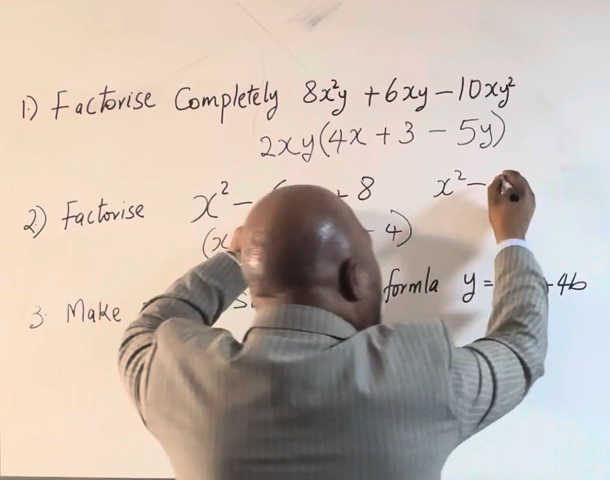 1.) Factorise Completely 8x²y + 6xy - 10xy²
2xy(4x + 3 - 5y)
2) Factorise x² - + 8 x² -
(x - 4)
3. Make formla y = - 4b